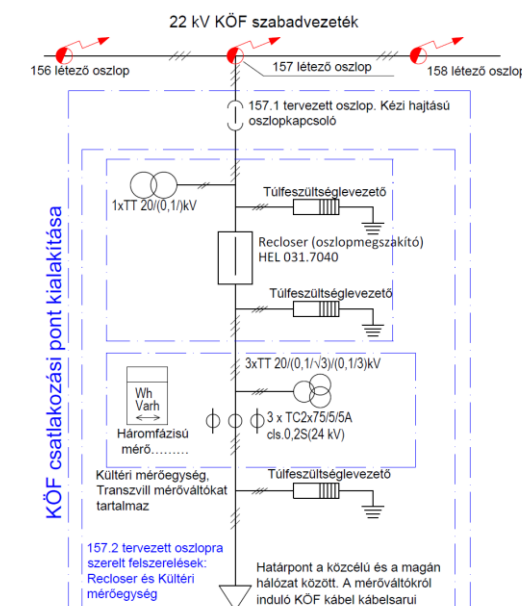 22 kV KÖF szabadvezeték
156 létező oszlop
157 létező oszlop
158 létező oszlop
157.1 tervezett oszlop. Kézi hajtású
oszlopkapcsoló
KÖF csatlakozási pont kialakítása
1xTT 20/(0,1/)kV
Túlfeszültséglevezető
Recloser (oszlopmegszakító)
HEL 031.7040
Túlfeszültséglevezető
3xTT 20/(0,1/√3)/(0,1/3)kV
Wh
Varh
3 x TC2x75/5/5A
cls.0,2S(24 kV)
Háromfázisú
mérő.........
Kültéri mérőegység,
Transzvill mérőváltókat
tartalmaz
Túlfeszültséglevezető
157.2 tervezett oszlopra
szerelt felszerelések:
Recloser és Kültéri
mérőegység
Határpont a közcélú és a magán
hálózat között. A mérőváltókról
induló KÖF kábel kábelsarui